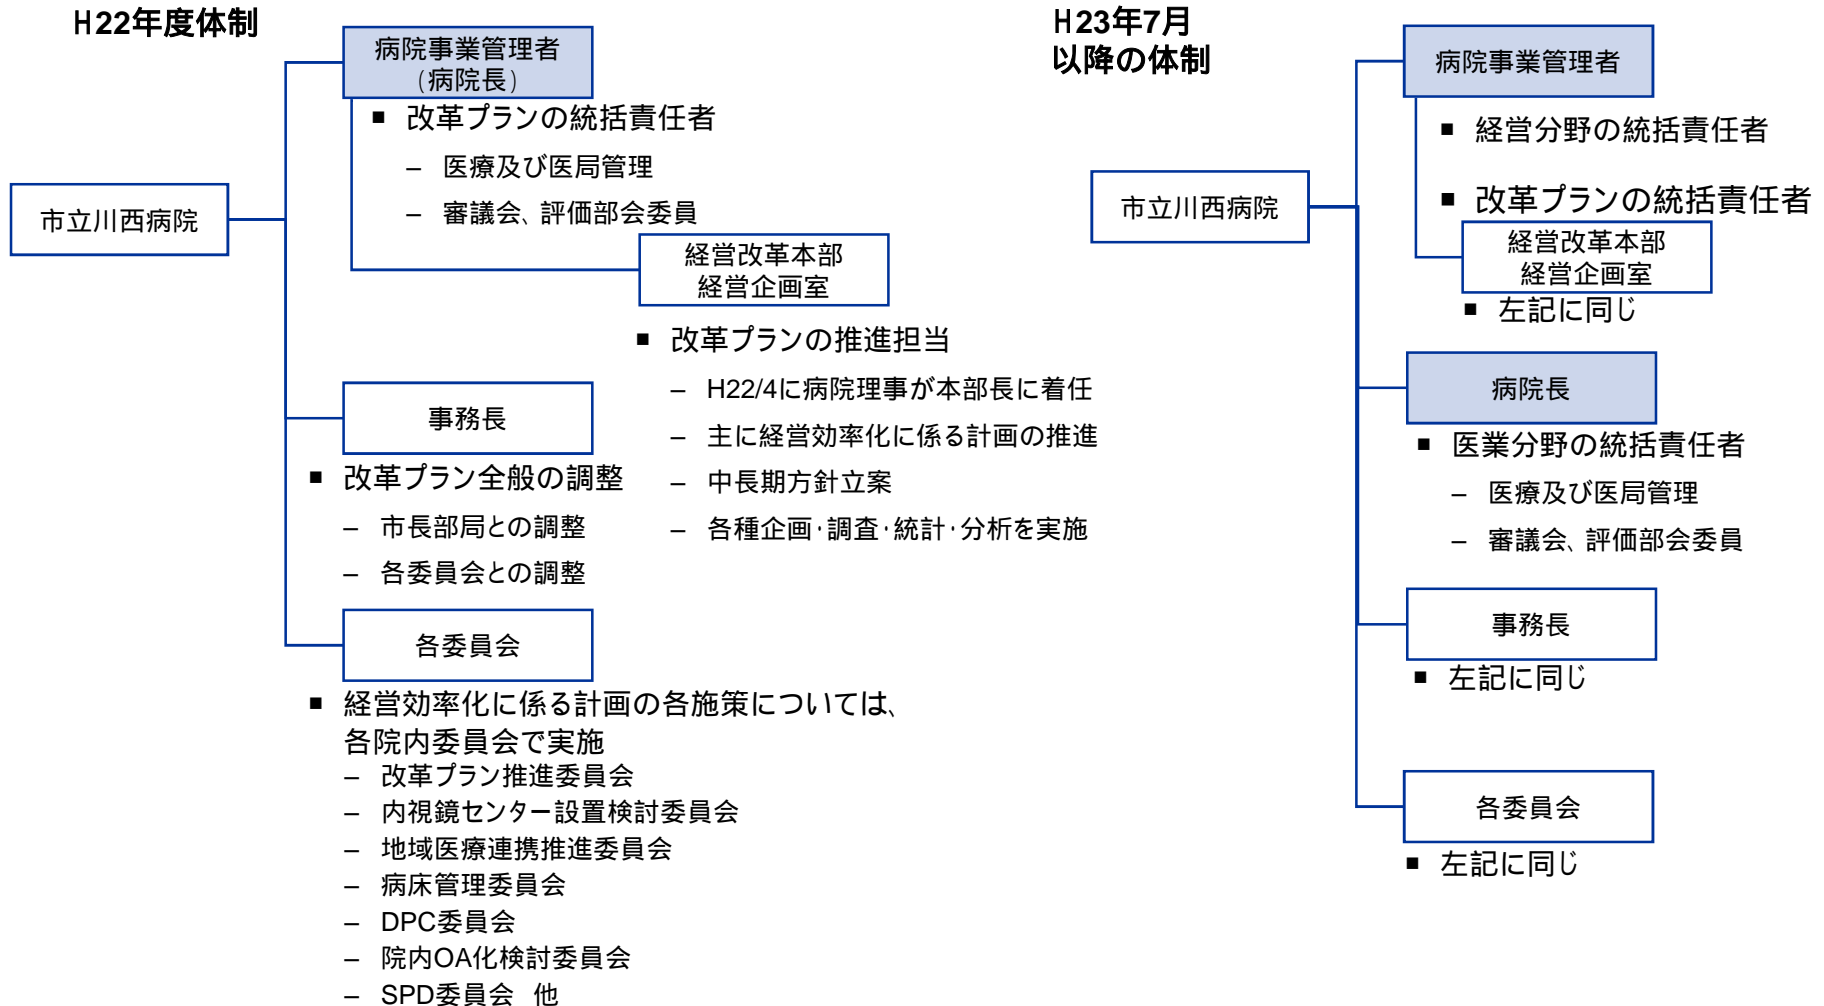 H22年度体制
病院事業管理者
(病院長)
■ 改革プランの統括責任者
– 医療及び医局管理
– 審議会、評価部会委員
市立川西病院
経営改革本部
経営企画室
■ 改革プランの推進担当
– H22/4に病院理事が本部長に着任
– 主に経営効率化に係る計画の推進
– 中長期方針立案
– 各種企画・調査・統計・分析を実施
事務長
■ 改革プラン全般の調整
– 市長部局との調整
– 各委員会との調整
各委員会
■ 経営効率化に係る計画の各施策については、
各院内委員会で実施
– 改革プラン推進委員会
– 内視鏡センター設置検討委員会
– 地域医療連携推進委員会
– 病床管理委員会
– DPC委員会
– 院内OA化検討委員会
– SPD委員会 他
H23年7月
以降の体制
病院事業管理者
■ 経営分野の統括責任者
■ 改革プランの統括責任者
市立川西病院
経営改革本部
経営企画室
■ 左記に同じ
病院長
■ 医業分野の統括責任者
– 医療及び医局管理
– 審議会、評価部会委員
事務長
■ 左記に同じ
各委員会
■ 左記に同じ